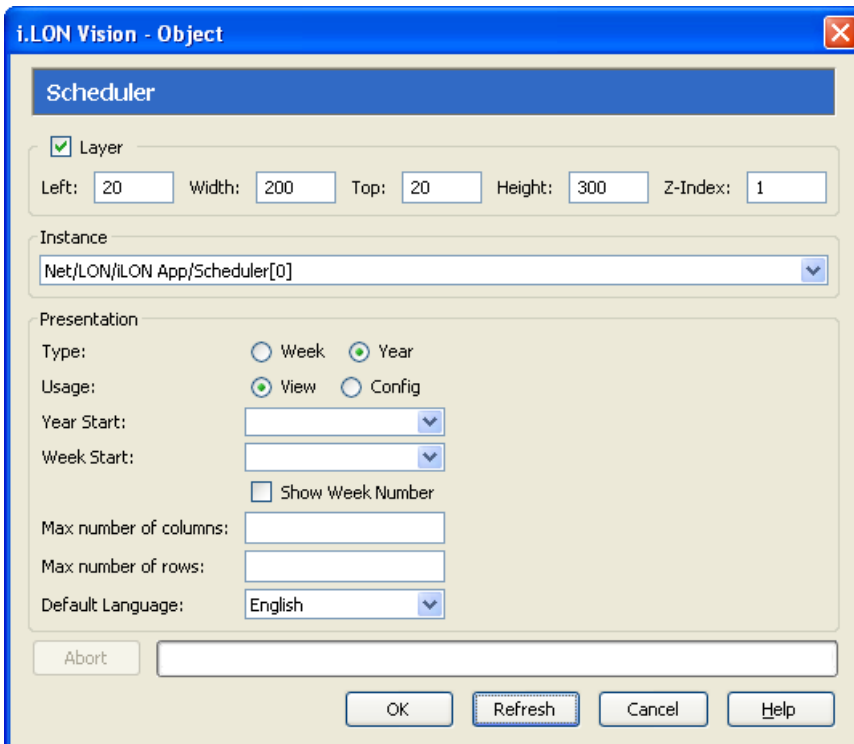 i.LON Vision - Object
Scheduler
Layer
Left: 20 Width: 200 Top: 20 Height: 300 Z-Index: 1
Instance
Net/LON/iLON App/Scheduler[0]
Presentation
Type: Week Year
Usage: View Config
Year Start:
Week Start:
Show Week Number
Max number of columns:
Max number of rows:
Default Language: English
Abort
OK Refresh Cancel Help